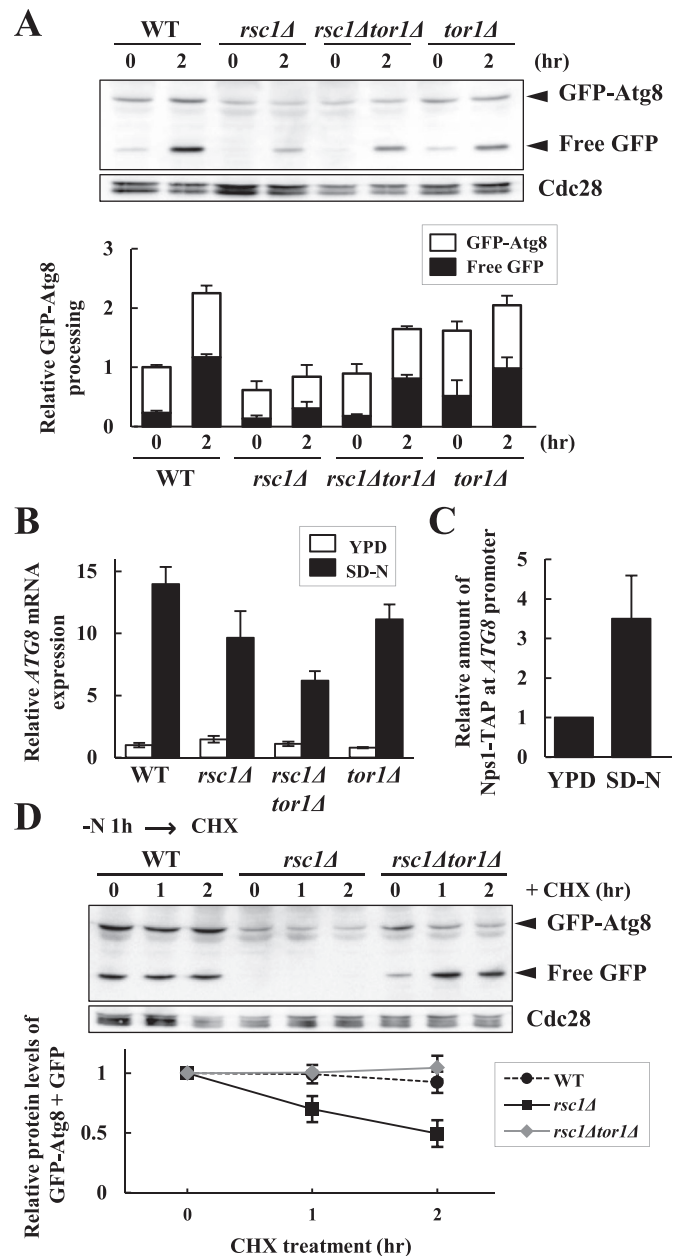 A
WT rsc1Δ rsc1Δtor1Δ tor1Δ
0 2 0 2 0 2 0 2 (hr)
GFP-Atg8
Free GFP
Cdc28
Relative GFP-Atg8
processing
3
2
1
0
GFP-Atg8
Free GFP
0 2 0 2 0 2 0 2 (hr)
WT rsc1Δ rsc1Δtor1Δ tor1Δ
B
Relative ATG8 mRNA
expression
15
10
5
0
YPD
SD-N
WT rsc1Δ rsc1Δ tor1Δ
tor1Δ
C
Relative amount of
Nps1-TAP at ATG8 promoter
5
4
3
2
1
0
YPD SD-N
D
-N 1h → CHX
WT rsc1Δ rsc1Δtor1Δ
0 1 2 0 1 2 0 1 2 + CHX (hr)
GFP-Atg8
Free GFP
Cdc28
Relative protein levels of
GFP-Atg8 + GFP
1
0.5
0
0 1 2
CHX treatment (hr)
WT
rsc1Δ
rsc1Δtor1Δ